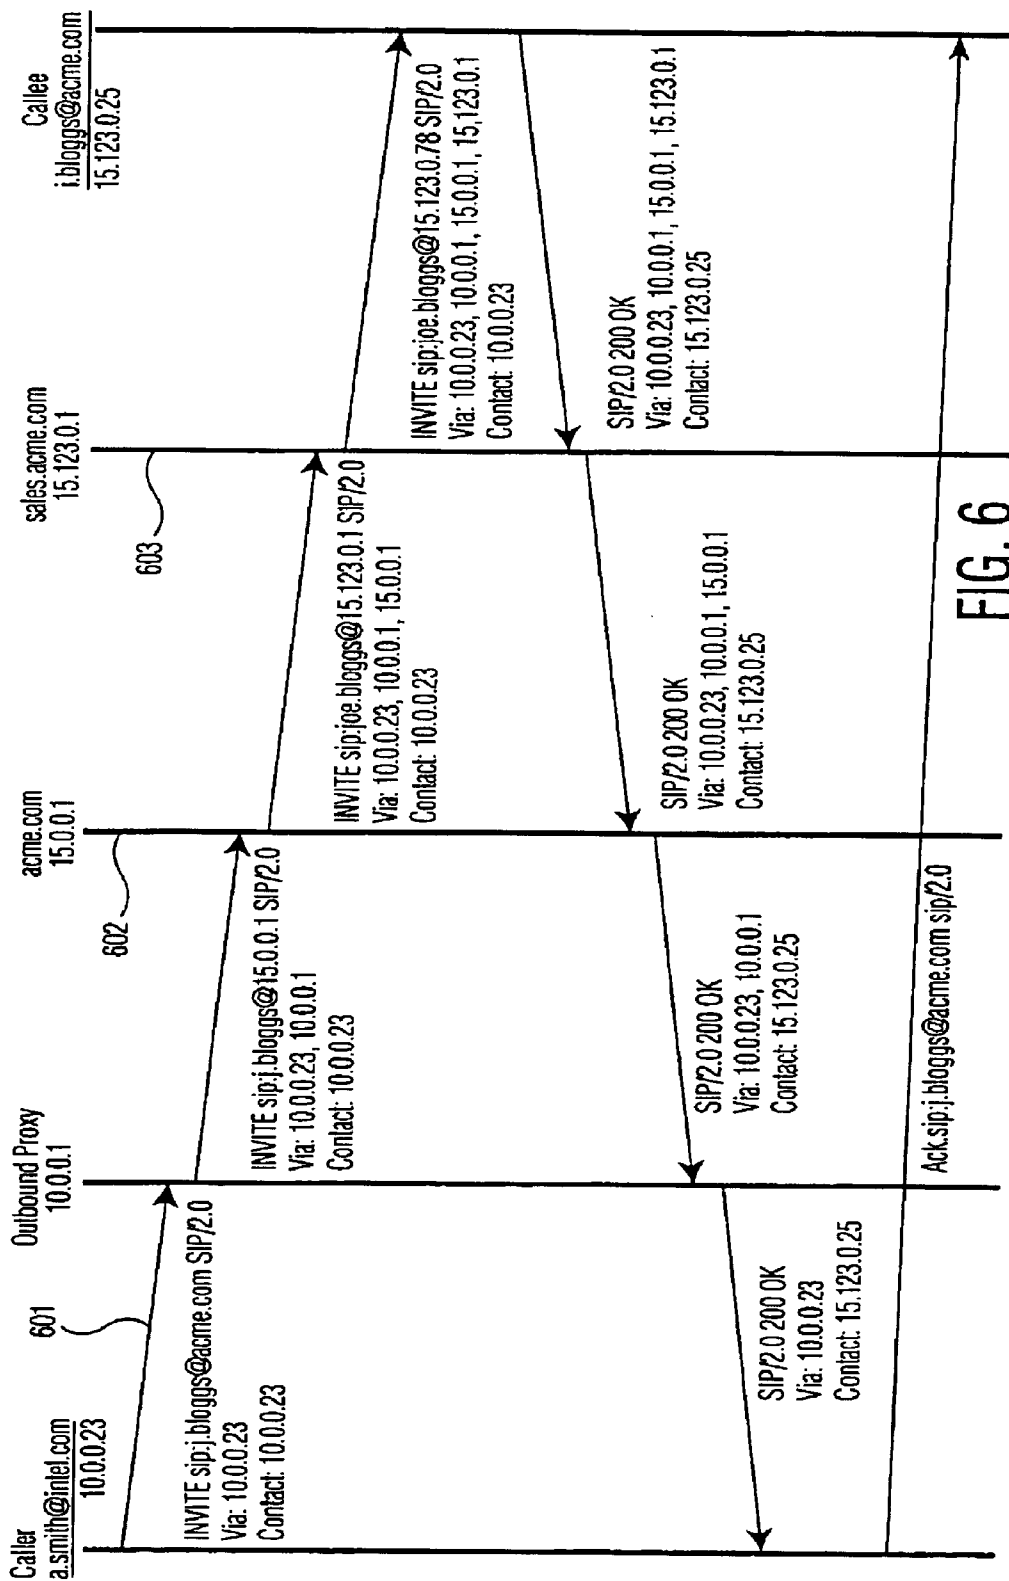 Caller
a.smith@intel.com
10.0.0.23
Outbound Proxy
10.0.0.1
acme.com
15.0.0.1
sales.acme.com
15.123.0.1
Callee
i.bloggs@acme.com
15.123.0.25
601
602
603
INVITE sip:j.bloggs@acme.com SIP/2.0
Via: 10.0.0.23
Contact: 10.0.0.23
INVITE sip:j.bloggs@15.0.0.1 SIP/2.0
Via: 10.0.0.23, 10.0.0.1
Contact: 10.0.0.23
INVITE sip:joe.bloggs@15.123.0.1 SIP/2.0
Via: 10.0.0.23, 10.0.0.1, 15.0.0.1
Contact: 10.0.0.23
INVITE sip:joe.bloggs@15.123.0.78 SIP/2.0
Via: 10.0.0.23, 10.0.0.1, 15.0.0.1, 15,123.0.1
Contact: 10.0.0.23
SIP/2.0 200 OK
Via: 10.0.0.23, 10.0.0.1, 15.0.0.1, 15.123.0.1
Contact: 15.123.0.25
SIP/2.0 200 OK
Via: 10.0.0.23, 10.0.0.1, 15.0.0.1
Contact: 15.123.0.25
SIP/2.0 200 OK
Via: 10.0.0.23, 10.0.0.1
Contact: 15.123.0.25
SIP/2.0 200 OK
Via: 10.0.0.23
Contact: 15.123.0.25
Ack.sip:j.bloggs@acme.com sip/2.0
FIG. 6